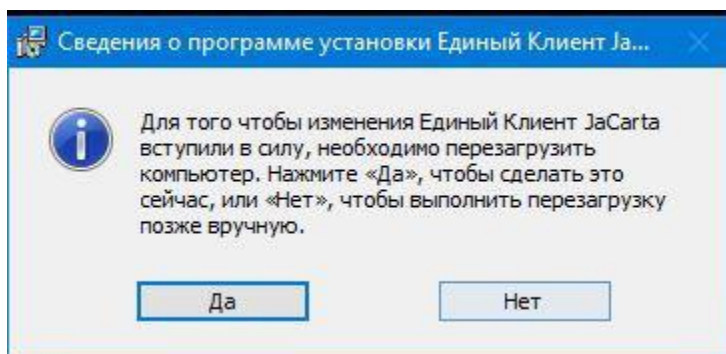 Сведения о программе установки Единый Клиент Ja...
Для того чтобы изменения Единый Клиент JaCarta
вступили в силу, необходимо перезагрузить
компьютер. Нажмите «Да», чтобы сделать это
сейчас, или «Нет», чтобы выполнить перезагрузку
позже вручную.
Да
Нет